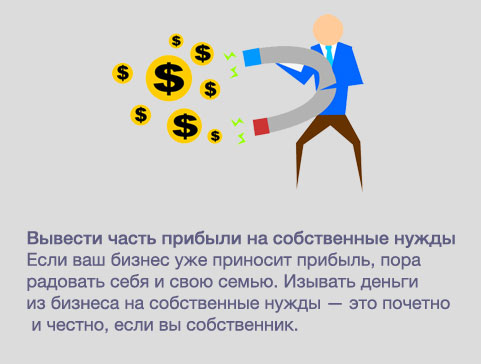 $
$
$
$
$
$
$
$
Вывести часть прибыли на собственные нужды
Если ваш бизнес уже приносит прибыль, пора
радовать себя и свою семью. Изывать деньги
из бизнеса на собственные нужды — это почетно
и честно, если вы собственник.